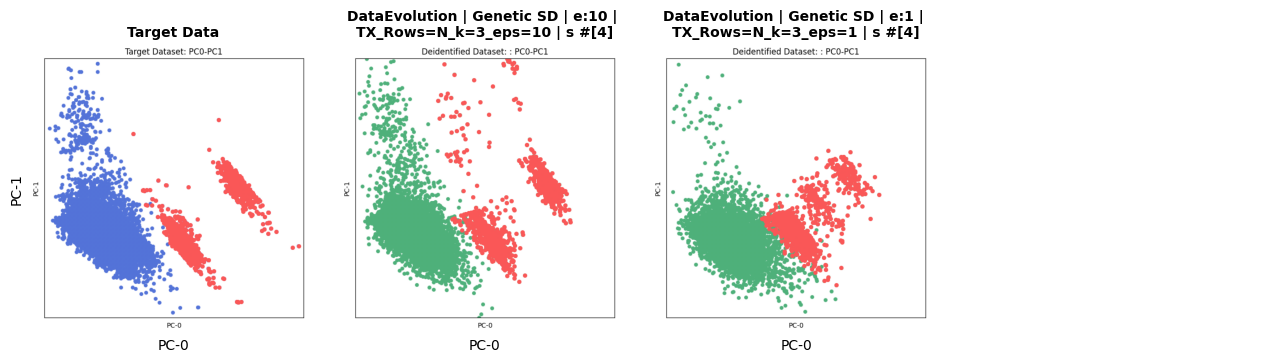 Target Data
Target Dataset: PC0-PC1
PC-1
PC-1
PC-0
PC-0
DataEvolution | Genetic SD | e:10 |
TX_Rows=N_k=3_eps=10 | s #[4]
Deidentified Dataset: : PC0-PC1
PC-1
PC-0
PC-0
DataEvolution | Genetic SD | e:1 |
TX_Rows=N_k=3_eps=1 | s #[4]
Deidentified Dataset: : PC0-PC1
PC-1
PC-0
PC-0